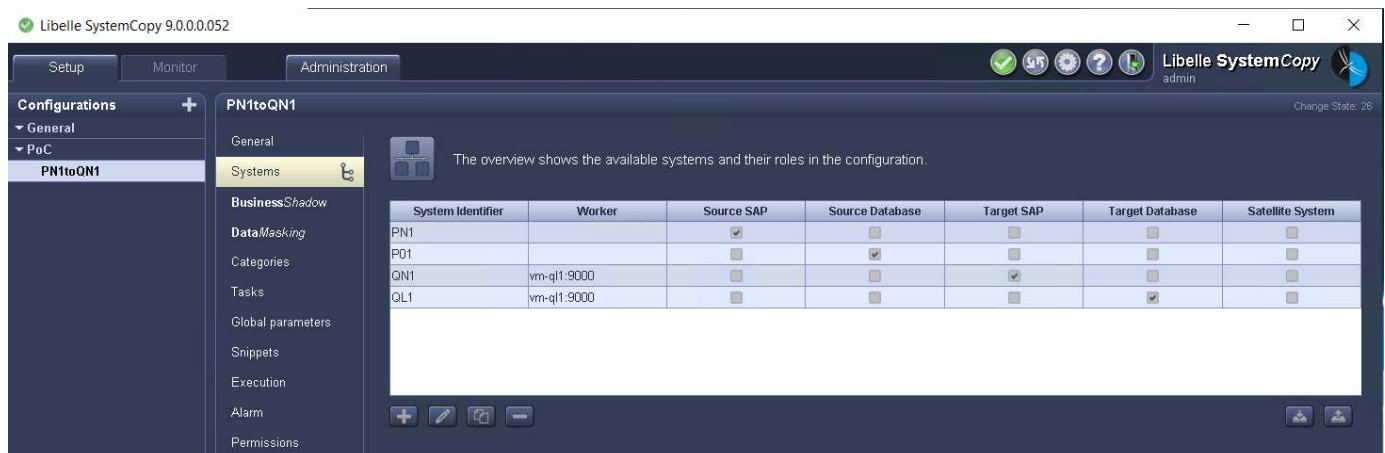 Libelle SystemCopy 9.0.0.0.052
Setup Monitor Administration
Libelle SystemCopy
admin
Configurations
General
PoC
PN1toQN1
PN1toQN1 Change State: 26
General
Systems
BusinessShadow
DataMasking
Categories
Tasks
Global parameters
Snippets
Execution
Alarm
Permissions
The overview shows the available systems and their roles in the configuration.
System Identifier Worker Source SAP Source Database Target SAP Target Database Satellite System
PN1
P01
QN1 vm-ql1:9000
QL1 vm-ql1:9000